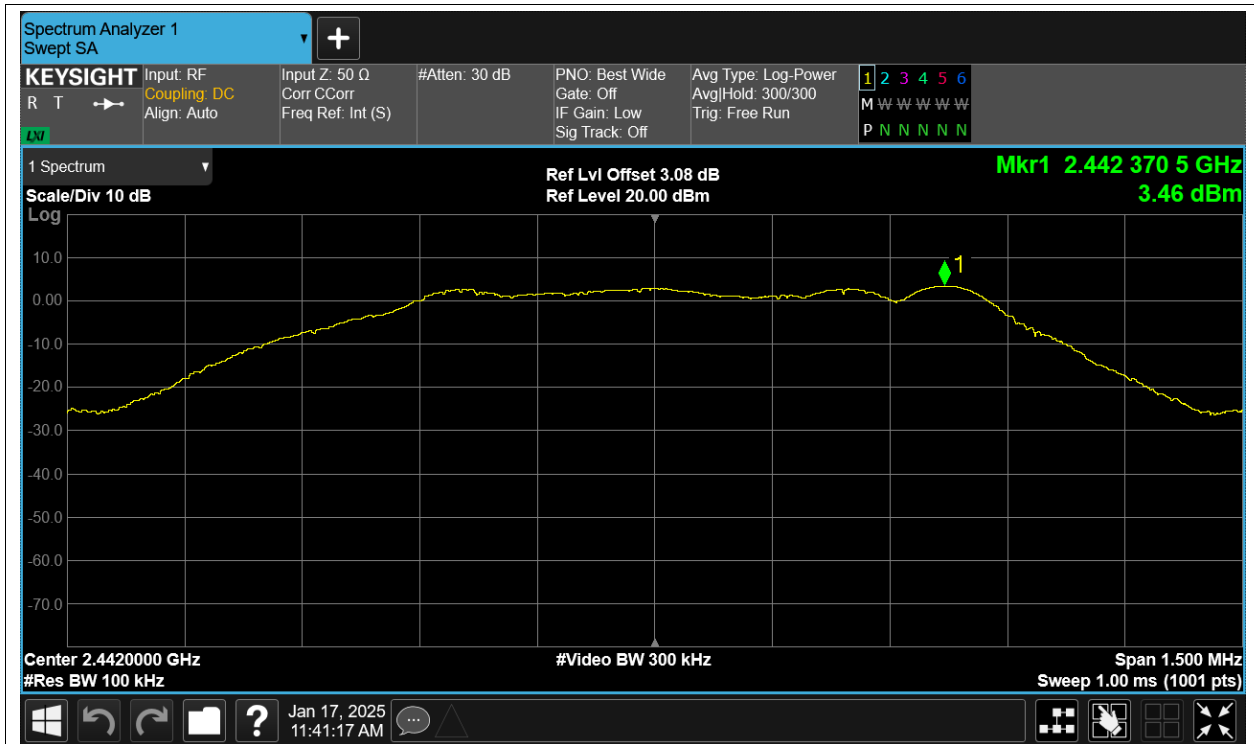 Spectrum Analyzer 1
Swept SA
KEYSIGHT
R T
LXI
Input: RF
Coupling: DC
Align: Auto
Input Z: 50 Ω
Corr CCorr
Freq Ref: Int (S)
#Atten: 30 dB
PNO: Best Wide
Gate: Off
IF Gain: Low
Sig Track: Off
Avg Type: Log-Power
Avg|Hold: 300/300
Trig: Free Run
1 2 3 4 5 6
M W W W W W
P N N N N N
1 Spectrum
Scale/Div 10 dB
Log
Ref Lvl Offset 3.08 dB
Ref Level 20.00 dBm
Mkr1 2.442 370 5 GHz
3.46 dBm
1
10.0
0.00
-10.0
-20.0
-30.0
-40.0
-50.0
-60.0
-70.0
Center 2.4420000 GHz
#Res BW 100 kHz
#Video BW 300 kHz
Span 1.500 MHz
Sweep 1.00 ms (1001 pts)
?
Jan 17, 2025
11:41:17 AM